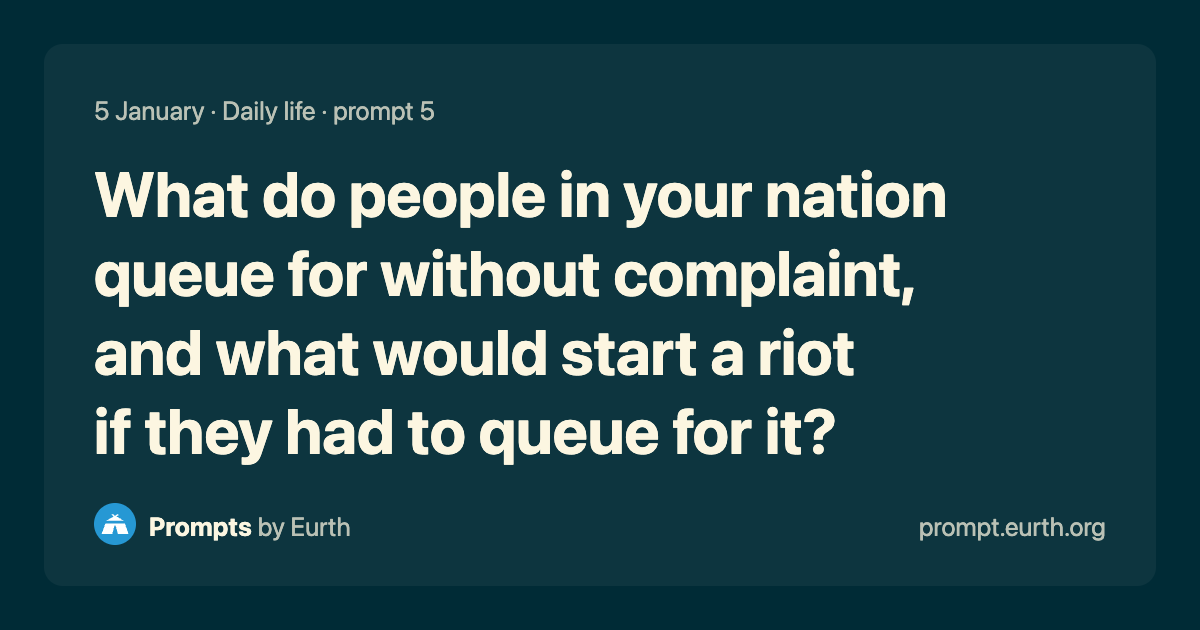 5 January · Daily life · prompt 5
What do people in your nation
queue for without complaint,
and what would start a riot
if they had to queue for it?
Prompts by Eurth
prompt.eurth.org